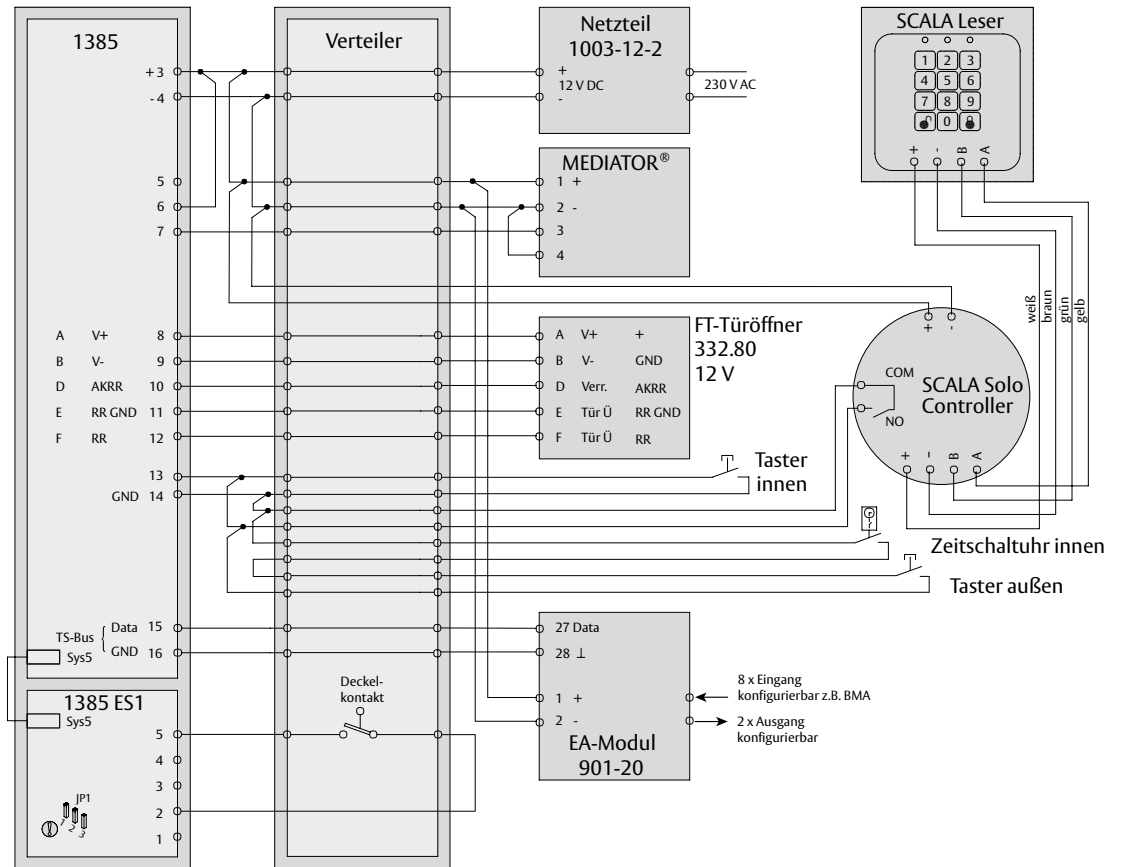 1385
+3
-4
5
6
7
A V+ 8
B V- 9
D AKRR 10
E RR GND 11
F RR 12
13
GND 14
TS-Bus { Data 15
GND 16
Sys5
1385 ES1
Sys5
5
4
3
2
1
JP1
1
2
3
Verteiler
Deckel-
kontakt
Netzteil
1003-12-2
+
12 V DC
-
230 V AC
MEDIATOR®
1 +
2 -
3
4
A V+ +
B V- GND
D Verr. AKRR
E Tür Ü RR GND
F Tür Ü RR
FT-Türöffner
332.80
12 V
Taster
innen
Zeitschaltuhr innen
Taster außen
27 Data
28 ⊥
1 +
2 -
EA-Modul
901-20
8 x Eingang
konfigurierbar z.B. BMA
2 x Ausgang
konfigurierbar
SCALA Leser
1 2 3
4 5 6
7 8 9
0
+ - B A
weiß
braun
grün
gelb
+ -
COM
NO
SCALA Solo
Controller
+ - B A